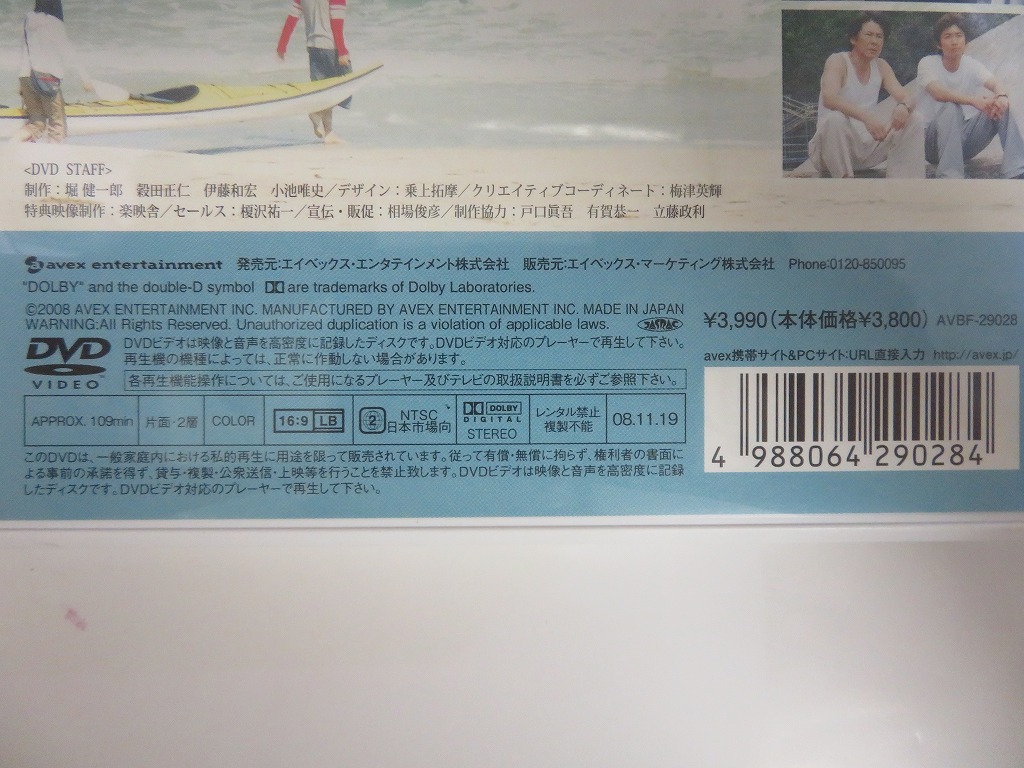 <DVD STAFF>
制作：堀 健一郎　穀田正仁　伊藤和宏　小池唯史／デザイン：乗上拓摩／クリエイティブコーディネート：梅津英輝
特典映像制作：楽映舎／セールス：榎沢祐一／宣伝・販促：相場俊彦／制作協力：戸口眞吾　有賀恭一　立藤政利
avex entertainment 発売元：エイベックス・エンタテインメント株式会社　販売元：エイベックス・マーケティング株式会社　Phone:0120-850095
"DOLBY" and the double-D symbol are trademarks of Dolby Laboratories.
©2008 AVEX ENTERTAINMENT INC. MANUFACTURED BY AVEX ENTERTAINMENT INC. MADE IN JAPAN
WARNING:All Rights Reserved. Unauthorized duplication is a violation of applicable laws. JASRAC
¥3,990(本体価格¥3,800) AVBF-29028
DVD VIDEO
DVDビデオは映像と音声を高密度に記録したディスクです。DVDビデオ対応のプレーヤーで再生して下さい。
再生機の機種によっては、正常に作動しない場合があります。
各再生機能操作については、ご使用になるプレーヤー及びテレビの取扱説明書を必ずご参照下さい。
avex携帯サイト&PCサイト:URL直接入力 http://avex.jp/
APPROX. 109min 片面・2層 COLOR 16:9 LB 2 NTSC 日本市場向 DOLBY DIGITAL STEREO レンタル禁止 複製不能 08.11.19
4 988064 290284
このDVDは、一般家庭内における私的再生に用途を限って販売されています。従って有償・無償に拘らず、権利者の書面に
よる事前の承諾を得ず、貸与・複製・公衆送信・上映等を行うことを禁止致します。DVDビデオは映像と音声を高密度に記録
したディスクです。DVDビデオ対応のプレーヤーで再生して下さい。